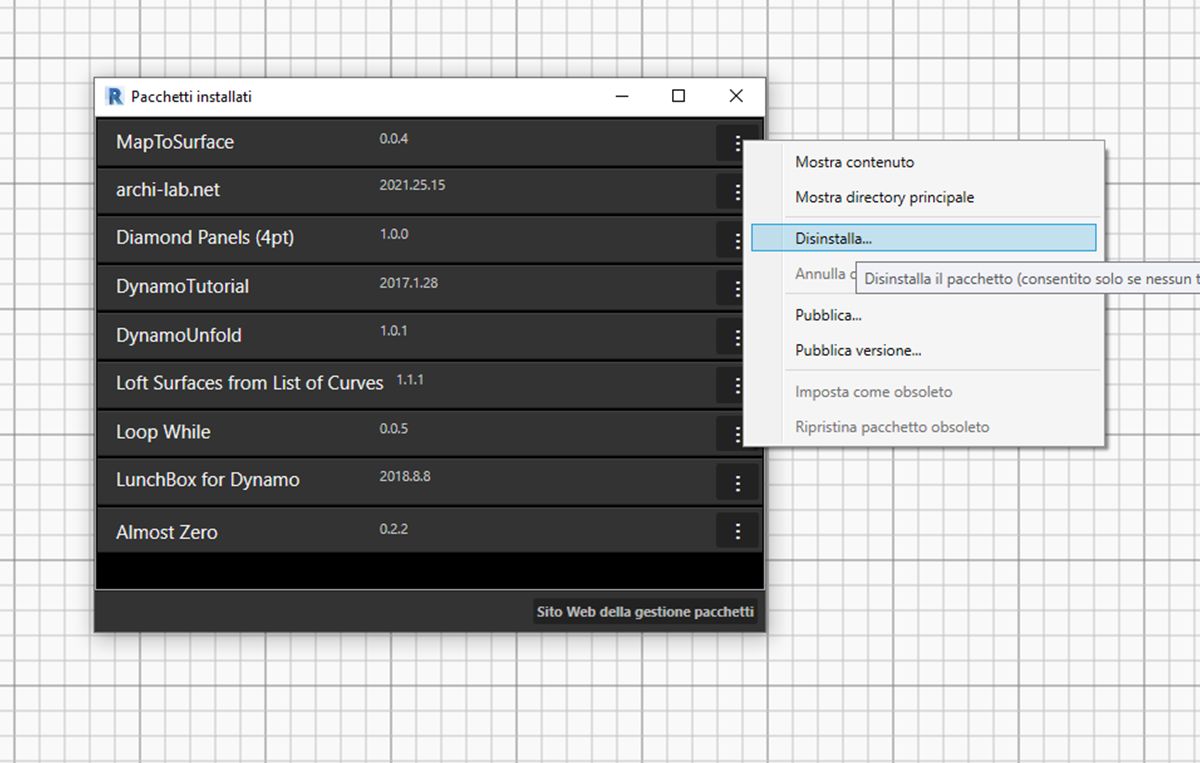 Pacchetti installati
MapToSurface 0.0.4
archi-lab.net 2021.25.15
Diamond Panels (4pt) 1.0.0
DynamoTutorial 2017.1.28
DynamoUnfold 1.0.1
Loft Surfaces from List of Curves 1.1.1
Loop While 0.0.5
LunchBox for Dynamo 2018.8.8
Almost Zero 0.2.2
Sito Web della gestione pacchetti
Mostra contenuto
Mostra directory principale
Disinstalla...
Annulla
Disinstalla il pacchetto (consentito solo se nessun
Pubblica...
Pubblica versione...
Imposta come obsoleto
Ripristina pacchetto obsoleto